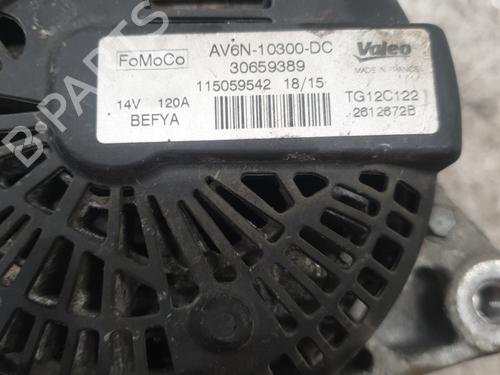 FoMoCo
AV6N-10300-DC
30659389
115059542 18/15
14V 120A
BEFYA
Valeo
MADE IN FRANCE
TG12C122
2612672B
B-PARTS